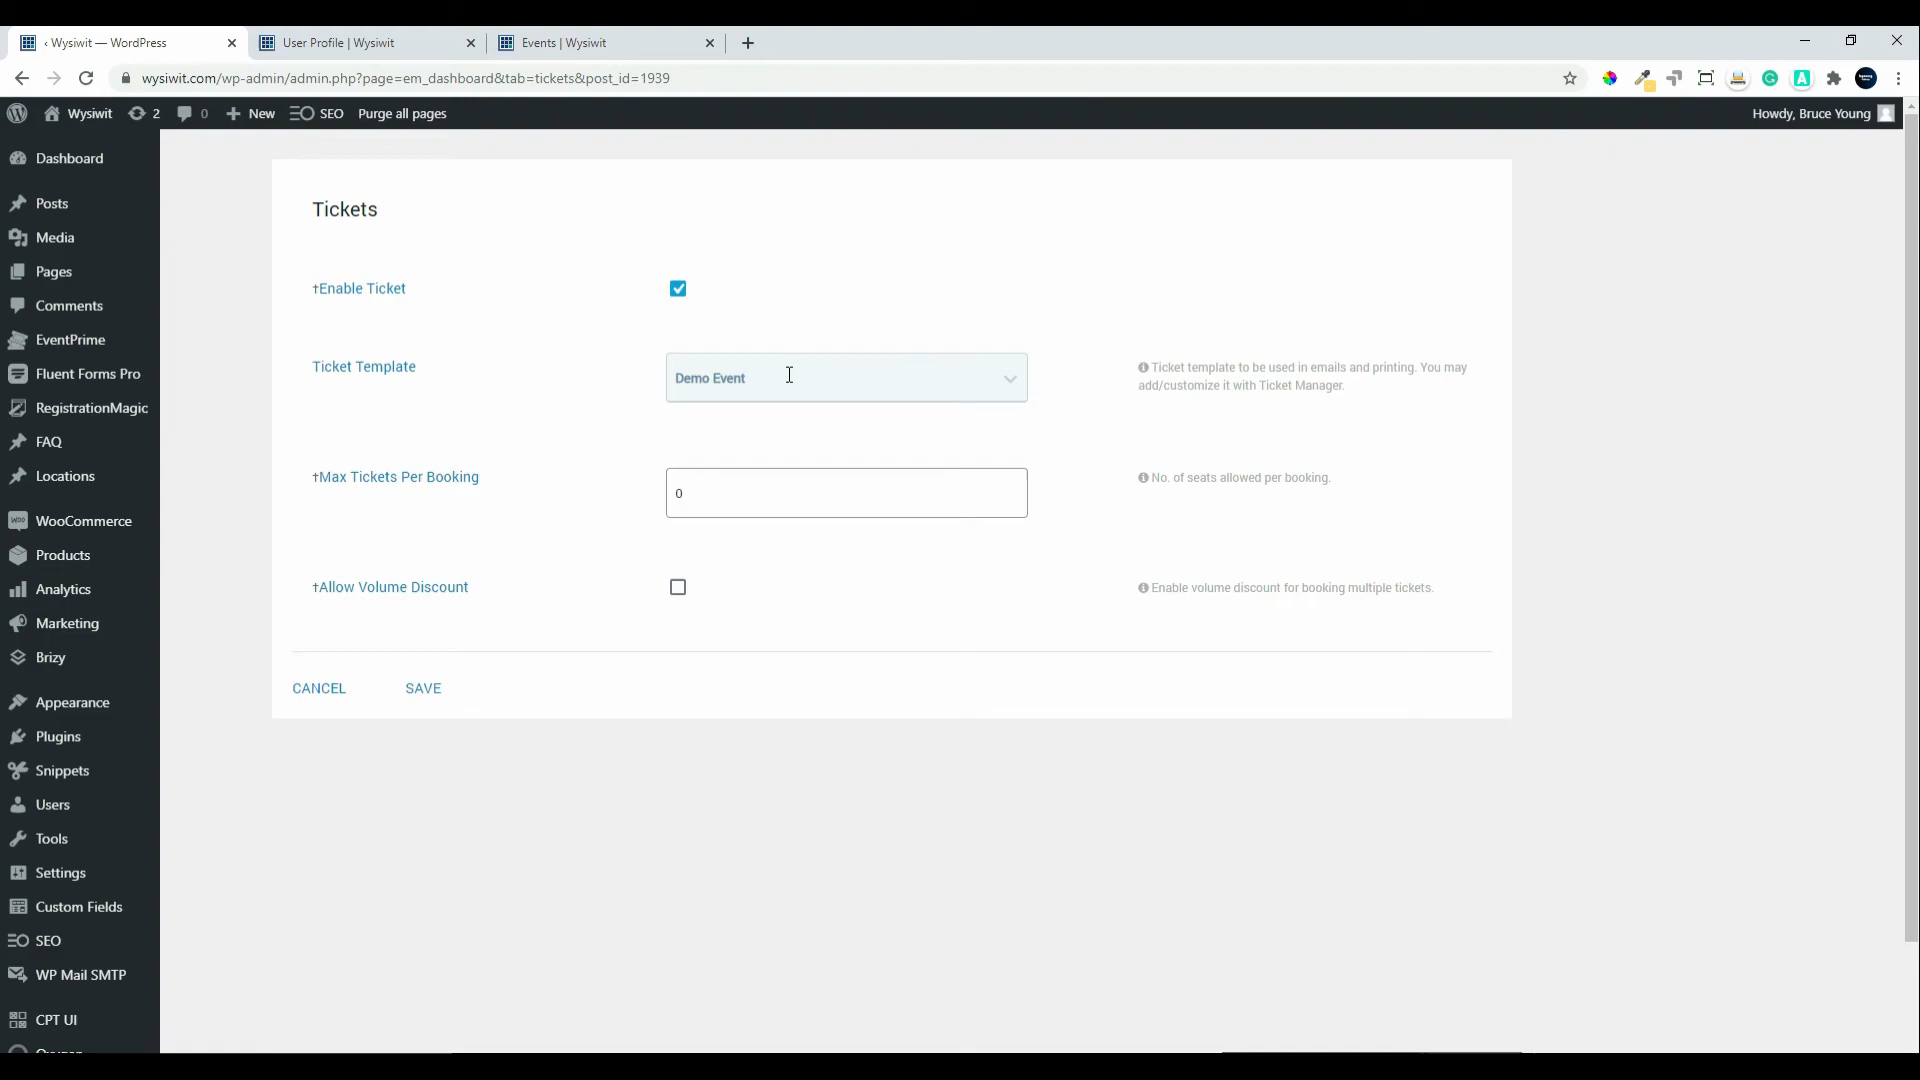 ‹ Wysiwit — WordPress
User Profile | Wysiwit
Events | Wysiwit
wysiwit.com/wp-admin/admin.php?page=em_dashboard&tab=tickets&post_id=1939
Wysiwit
2
0
New
SEO
Purge all pages
Howdy, Bruce Young
Dashboard
Posts
Media
Pages
Comments
EventPrime
Fluent Forms Pro
RegistrationMagic
FAQ
Locations
WooCommerce
Products
Analytics
Marketing
Brizy
Appearance
Plugins
Snippets
Users
Tools
Settings
Custom Fields
SEO
WP Mail SMTP
CPT UI
Tickets
†Enable Ticket
Ticket Template
Demo Event
Ticket template to be used in emails and printing. You may
add/customize it with Ticket Manager.
†Max Tickets Per Booking
0
No. of seats allowed per booking.
†Allow Volume Discount
Enable volume discount for booking multiple tickets.
CANCEL
SAVE